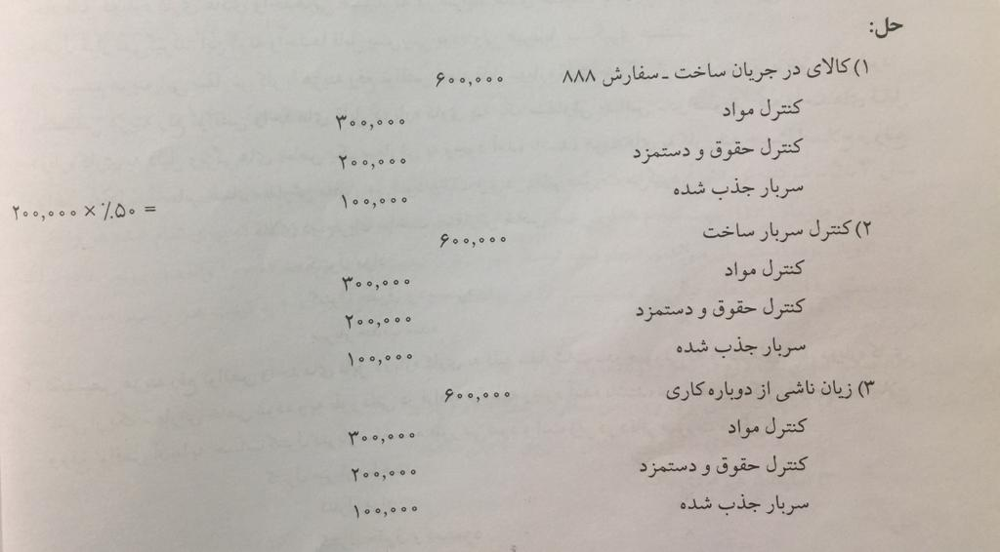 حل:
۱) کالای در جریان ساخت ـ سفارش ۸۸۸ ۶۰۰,۰۰۰
کنترل مواد ۳۰۰,۰۰۰
کنترل حقوق و دستمزد ۲۰۰,۰۰۰
سربار جذب شده ۱۰۰,۰۰۰ = ۲۰۰,۰۰۰ × ٪۵۰
۲) کنترل سربار ساخت ۶۰۰,۰۰۰
کنترل مواد ۳۰۰,۰۰۰
کنترل حقوق و دستمزد ۲۰۰,۰۰۰
سربار جذب شده ۱۰۰,۰۰۰
۳) زیان ناشی از دوباره کاری ۶۰۰,۰۰۰
کنترل مواد ۳۰۰,۰۰۰
کنترل حقوق و دستمزد ۲۰۰,۰۰۰
سربار جذب شده ۱۰۰,۰۰۰